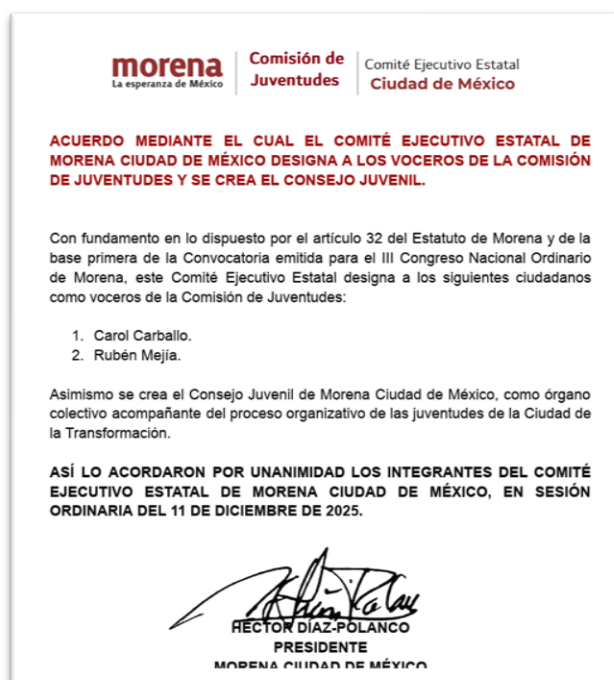 morena
La esperanza de México
Comisión de
Juventudes
Comité Ejecutivo Estatal
Ciudad de México
ACUERDO MEDIANTE EL CUAL EL COMITÉ EJECUTIVO ESTATAL DE
MORENA CIUDAD DE MÉXICO DESIGNA A LOS VOCEROS DE LA COMISIÓN
DE JUVENTUDES Y SE CREA EL CONSEJO JUVENIL.
Con fundamento en lo dispuesto por el artículo 32 del Estatuto de Morena y de la
base primera de la Convocatoria emitida para el III Congreso Nacional Ordinario
de Morena, este Comité Ejecutivo Estatal designa a los siguientes ciudadanos
como voceros de la Comisión de Juventudes:
1. Carol Carballo.
2. Rubén Mejía.
Asimismo se crea el Consejo Juvenil de Morena Ciudad de México, como órgano
colectivo acompañante del proceso organizativo de las juventudes de la Ciudad de
la Transformación.
ASÍ LO ACORDARON POR UNANIMIDAD LOS INTEGRANTES DEL COMITÉ
EJECUTIVO ESTATAL DE MORENA CIUDAD DE MÉXICO, EN SESIÓN
ORDINARIA DEL 11 DE DICIEMBRE DE 2025.
HÉCTOR DÍAZ-POLANCO
PRESIDENTE
MORENA CIUDAD DE MÉXICO